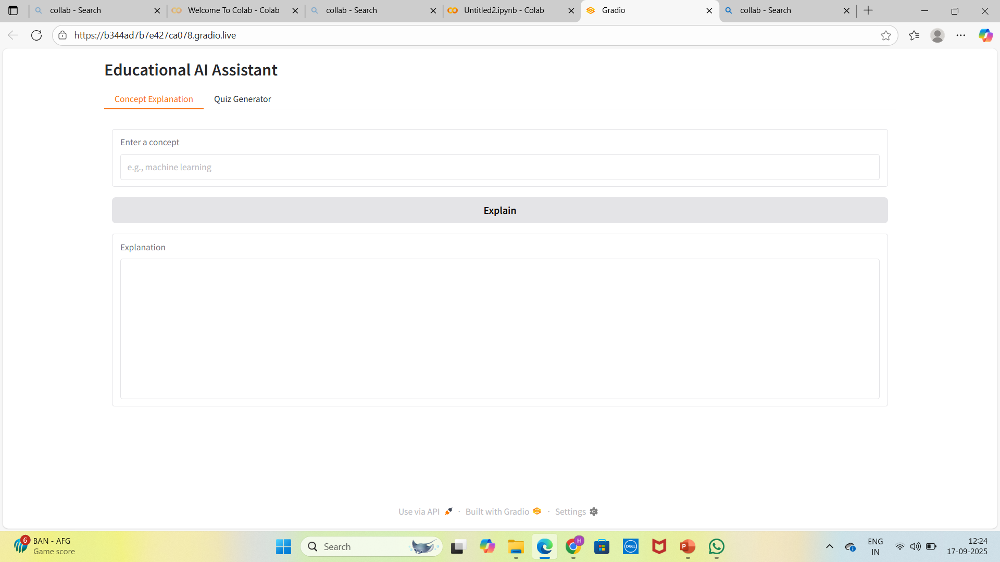 collab - Search
Welcome To Colab - Colab
collab - Search
Untitled2.ipynb - Colab
Gradio
collab - Search
https://b344ad7b7e427ca078.gradio.live
Educational AI Assistant
Concept Explanation
Quiz Generator
Enter a concept
e.g., machine learning
Explain
Explanation
Use via API
·
Built with Gradio
·
Settings
6
BAN - AFG
Game score
Search
H
DELL
P
ENG
IN
12:24
17-09-2025